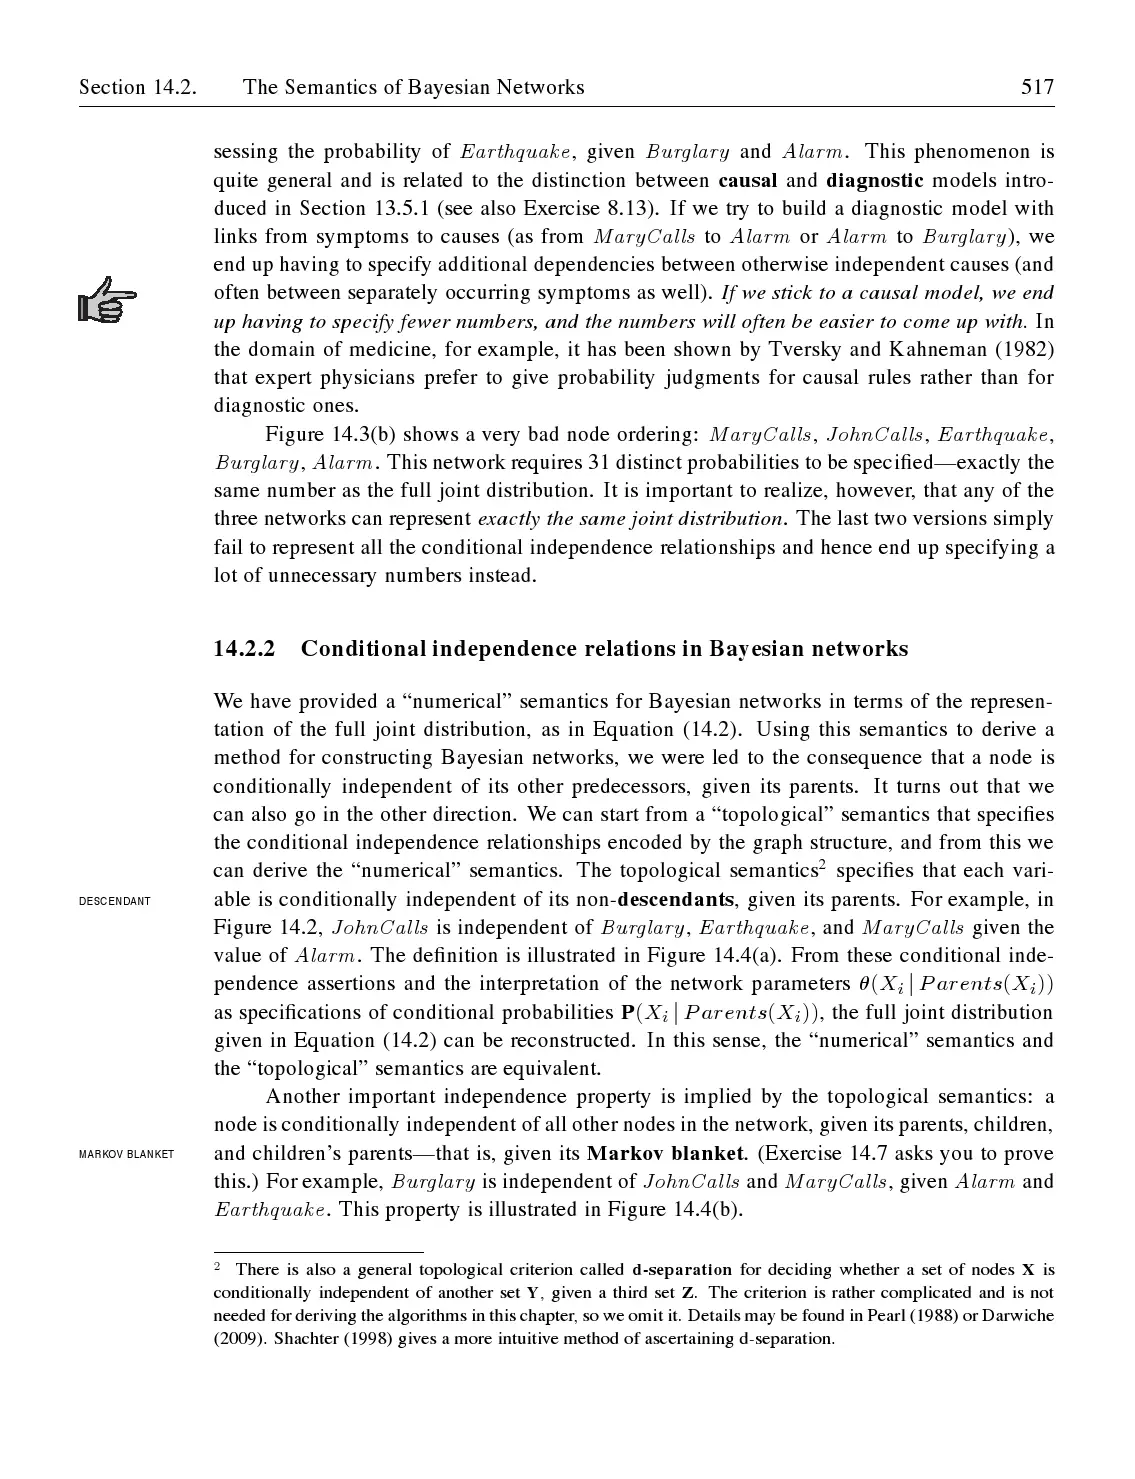 Section 14.2. The Semantics of Bayesian Networks 517
sessing the probability of Earthquake, given Burglary and Alarm. This phenomenon is
quite general and is related to the distinction between causal and diagnostic models intro-
duced in Section 13.5.1 (see also Exercise 8.13). If we try to build a diagnostic model with
links from symptoms to causes (as from MaryCalls to Alarm or Alarm to Burglary), we
end up having to specify additional dependencies between otherwise independent causes (and
often between separately occurring symptoms as well). If we stick to a causal model, we end
up having to specify fewer numbers, and the numbers will often be easier to come up with. In
the domain of medicine, for example, it has been shown by Tversky and Kahneman (1982)
that expert physicians prefer to give probability judgments for causal rules rather than for
diagnostic ones.
Figure 14.3(b) shows a very bad node ordering: MaryCalls, JohnCalls, Earthquake,
Burglary, Alarm. This network requires 31 distinct probabilities to be specified—exactly the
same number as the full joint distribution. It is important to realize, however, that any of the
three networks can represent exactly the same joint distribution. The last two versions simply
fail to represent all the conditional independence relationships and hence end up specifying a
lot of unnecessary numbers instead.
14.2.2 Conditional independence relations in Bayesian networks
We have provided a “numerical” semantics for Bayesian networks in terms of the represen-
tation of the full joint distribution, as in Equation (14.2). Using this semantics to derive a
method for constructing Bayesian networks, we were led to the consequence that a node is
conditionally independent of its other predecessors, given its parents. It turns out that we
can also go in the other direction. We can start from a “topological” semantics that specifies
the conditional independence relationships encoded by the graph structure, and from this we
can derive the “numerical” semantics. The topological semantics² specifies that each vari-
DESCENDANT
able is conditionally independent of its non-descendants, given its parents. For example, in
Figure 14.2, JohnCalls is independent of Burglary, Earthquake, and MaryCalls given the
value of Alarm. The definition is illustrated in Figure 14.4(a). From these conditional inde-
pendence assertions and the interpretation of the network parameters θ(Xᵢ | Parents(Xᵢ))
as specifications of conditional probabilities P(Xᵢ | Parents(Xᵢ)), the full joint distribution
given in Equation (14.2) can be reconstructed. In this sense, the “numerical” semantics and
the “topological” semantics are equivalent.
Another important independence property is implied by the topological semantics: a
node is conditionally independent of all other nodes in the network, given its parents, children,
MARKOV BLANKET
and children’s parents—that is, given its Markov blanket. (Exercise 14.7 asks you to prove
this.) For example, Burglary is independent of JohnCalls and MaryCalls, given Alarm and
Earthquake. This property is illustrated in Figure 14.4(b).
² There is also a general topological criterion called d-separation for deciding whether a set of nodes X is
conditionally independent of another set Y, given a third set Z. The criterion is rather complicated and is not
needed for deriving the algorithms in this chapter, so we omit it. Details may be found in Pearl (1988) or Darwiche
(2009). Shachter (1998) gives a more intuitive method of ascertaining d-separation.